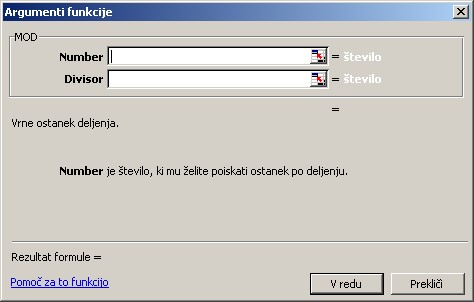 Argumenti funkcije
MOD
Number = število
Divisor = število
=
Vrne ostanek deljenja.
Number je število, ki mu želite poiskati ostanek po deljenju.
Rezultat formule =
Pomoč za to funkcijo
V redu
Prekliči